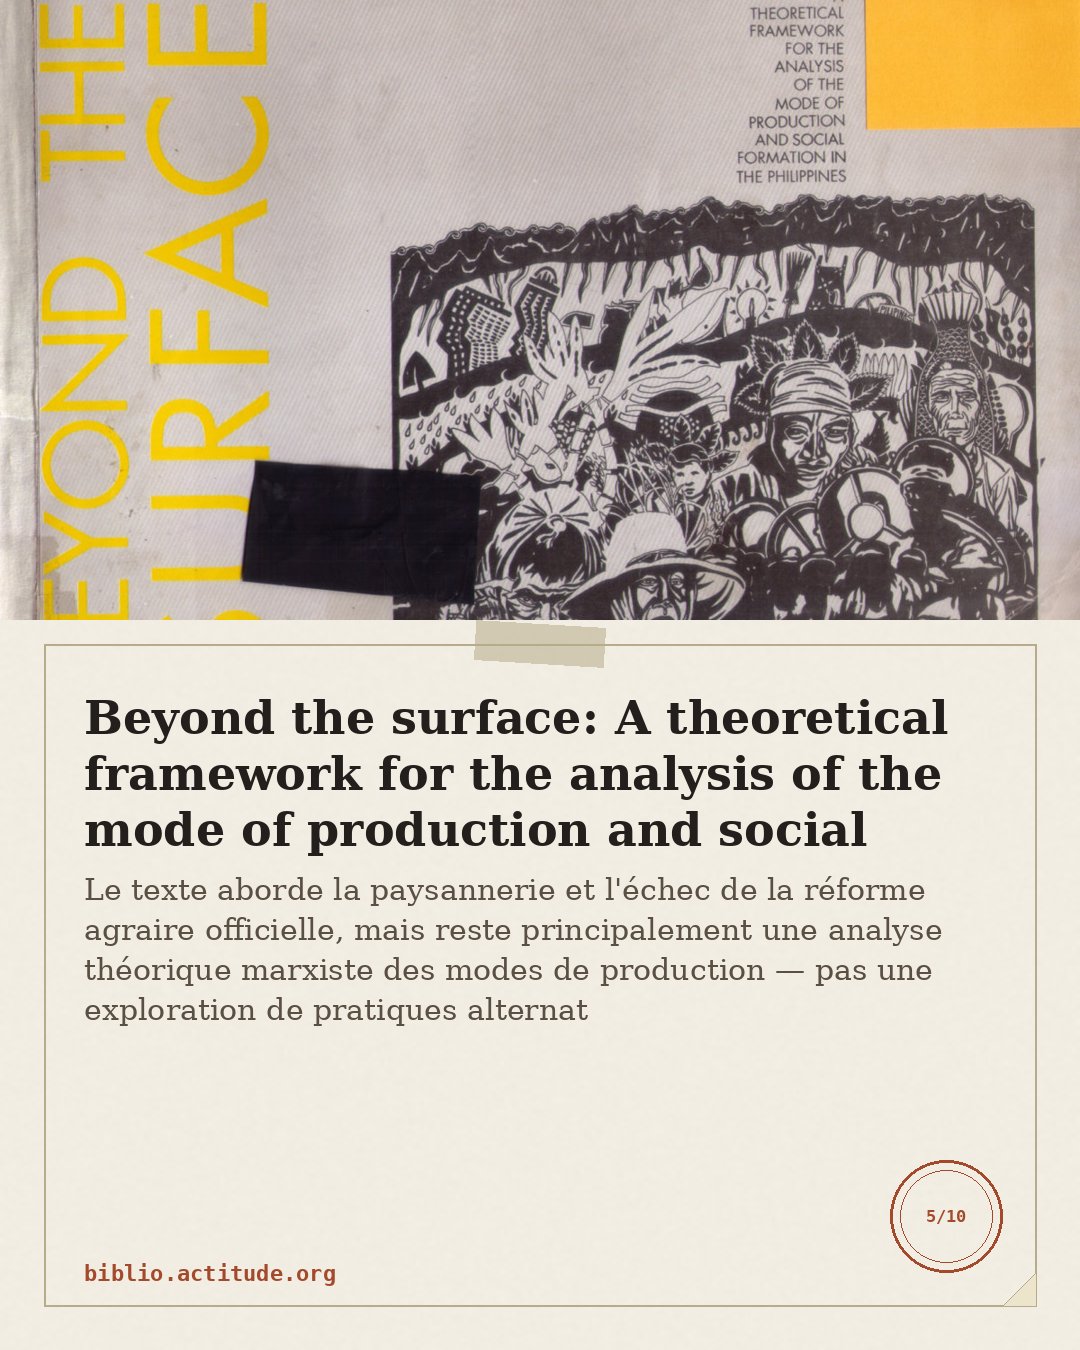 BEYOND THE
SURFACE
THEORETICAL
FRAMEWORK
FOR THE
ANALYSIS
OF THE
MODE OF
PRODUCTION
AND SOCIAL
FORMATION IN
THE PHILIPPINES
Beyond the surface: A theoretical
framework for the analysis of the
mode of production and social
Le texte aborde la paysannerie et l'échec de la réforme
agraire officielle, mais reste principalement une analyse
théorique marxiste des modes de production — pas une
exploration de pratiques alternat
5/10
biblio.actitude.org